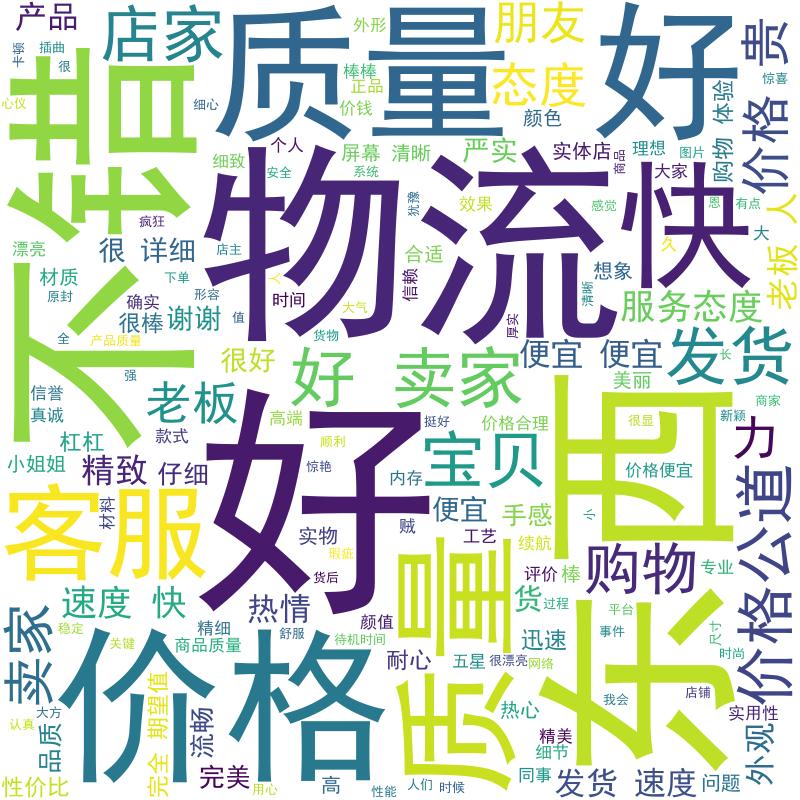 产品
店家
质量
好
外形
朋友
贵
卡顿
插曲
很
棒棒
正品
态度
惊喜
心仪
细心
价钱
颜色
购物 体验
价格
不错
个人
屏幕 清晰
严实
实体店
理想
图片
细致
安全
系统
商品
大家
物流
快
疯狂
犹豫
效果
感觉
恩
有点
漂亮
很 详细
店主
合适
久
大
老板 人
材质
下单
人
信赖
想象
原封
确实
形容
时间
大气
清晰
服务态度
很棒
谢谢
值
货物
厚实
全
产品质量
很好
便宜 便宜
发货
强
好 卖家
美丽
长
信誉
老板
商家
真诚
高端
挺好
价格合理
新颖
杠杠
款式
好
顺利
宝贝
东西
很显
力
小姐姐
精致
仔细
惊艳
内存
价格便宜
客服
材料
实物
贼
便宜
手感
小
价格公道
瑕疵
质量
工艺
续航
购物
货后
评价
棒
专业
速度 快
热情
货
过程
平台
卖家
稳定
精细
颜值
迅速
事件
尺寸
关键
商品质量
舒服
待机时间
耐心
五星
很漂亮
网络
时尚
价格
认真
大方
期望值
流畅
热心
我会
店铺
实用性
品质
精美
细节
外观
性价比
完全
完美
用心
高
性能
人们
时候
同事
发货 速度
问题